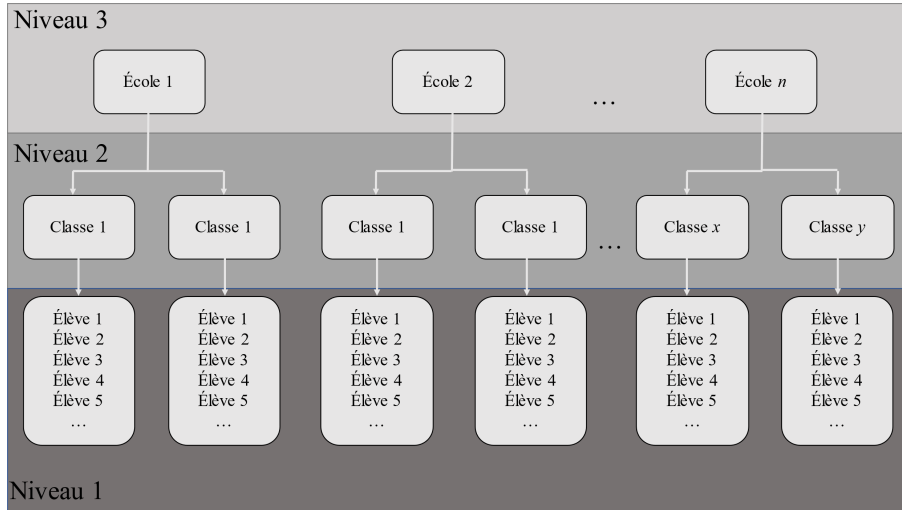 Niveau 3
École 1
École 2
…
École n
Niveau 2
Classe 1
Classe 1
Classe 1
Classe 1
…
Classe x
Classe y
Élève 1
Élève 2
Élève 3
Élève 4
Élève 5
…
Élève 1
Élève 2
Élève 3
Élève 4
Élève 5
…
Élève 1
Élève 2
Élève 3
Élève 4
Élève 5
…
Élève 1
Élève 2
Élève 3
Élève 4
Élève 5
…
Élève 1
Élève 2
Élève 3
Élève 4
Élève 5
…
Élève 1
Élève 2
Élève 3
Élève 4
Élève 5
…
Niveau 1